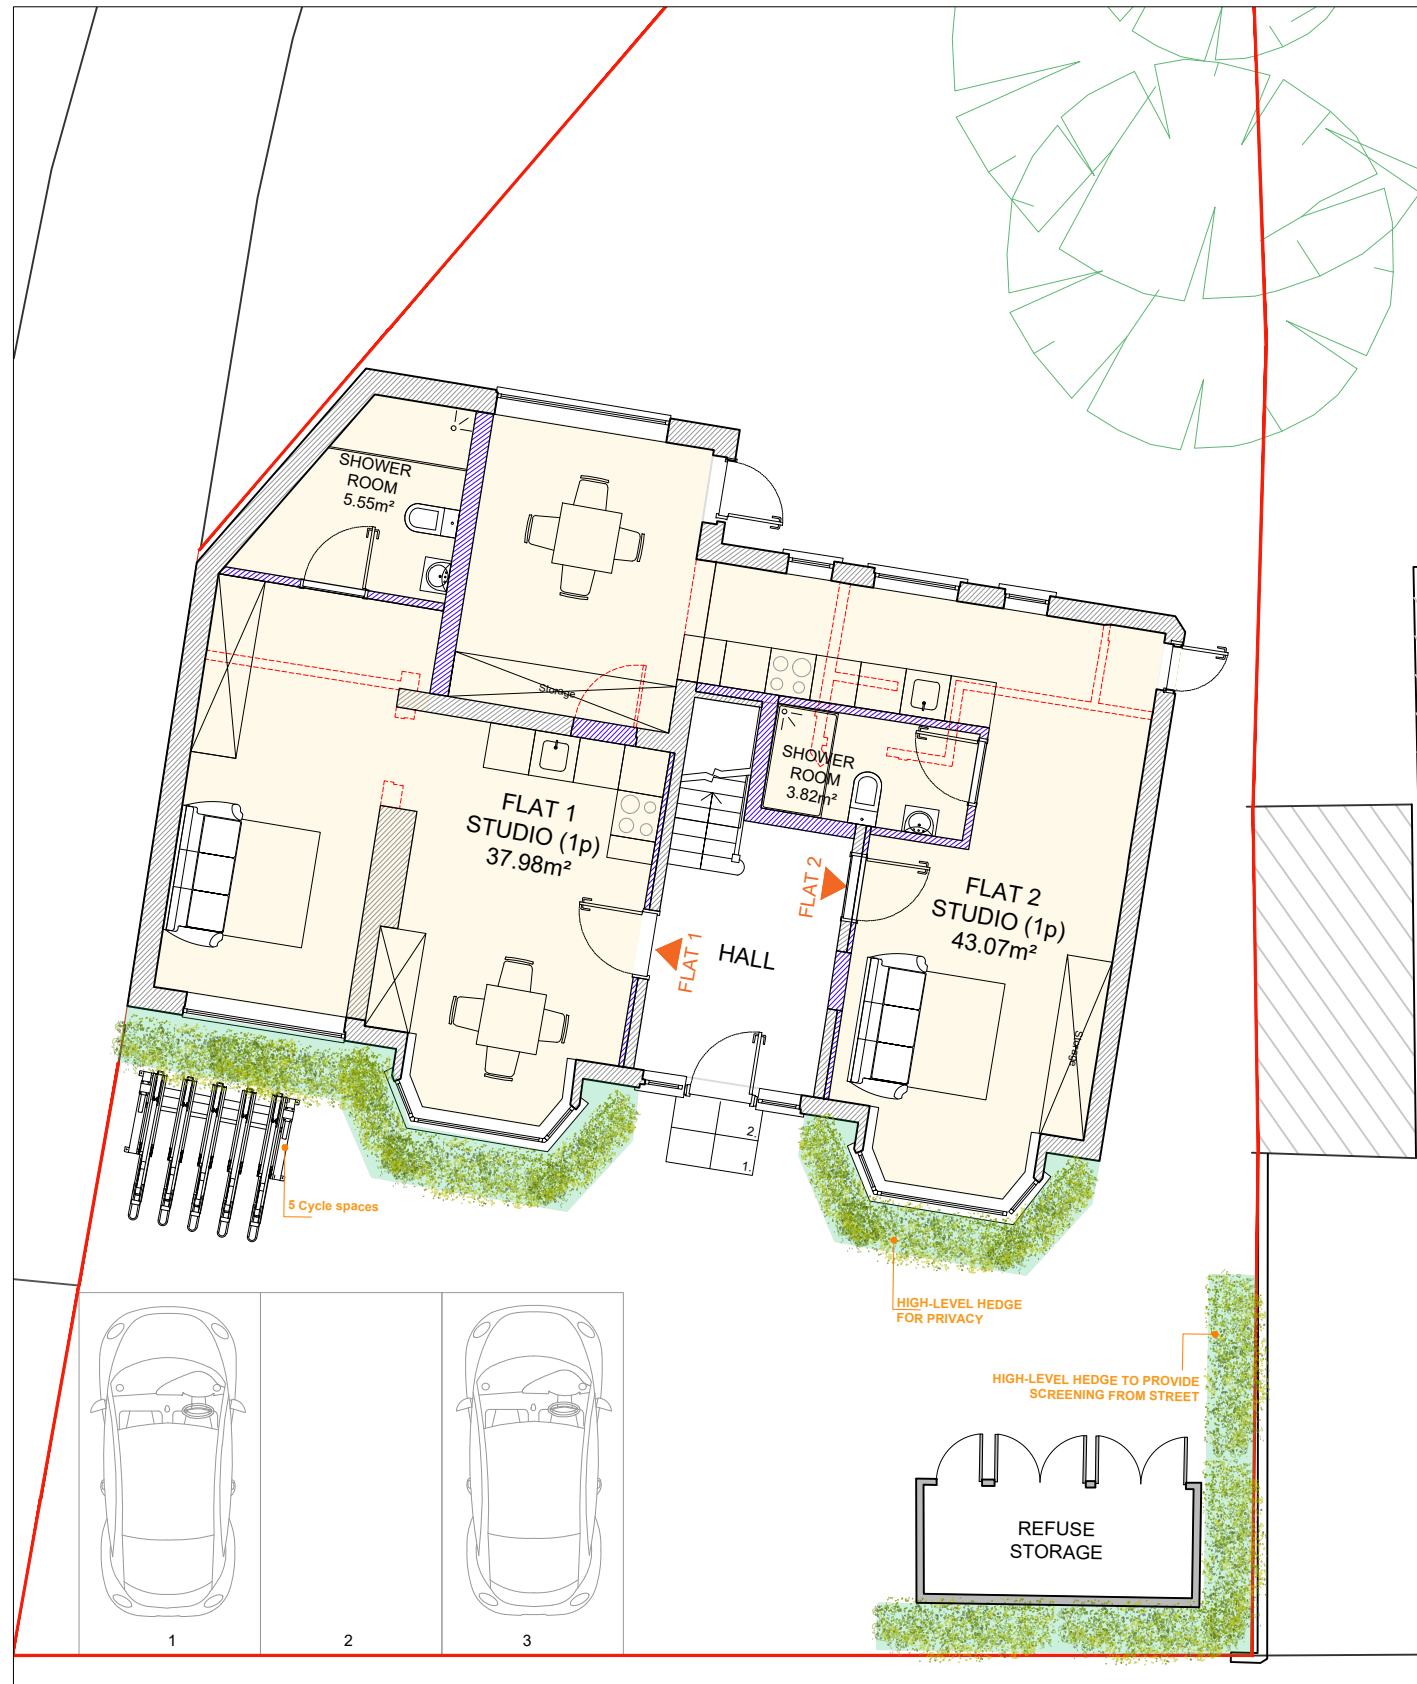 SHOWER
ROOM
5.55m²
Storage
SHOWER
ROOM
3.82m²
FLAT 1
STUDIO (1p)
37.98m²
FLAT 2
FLAT 2
STUDIO (1p)
43.07m²
FLAT 1
HALL
Storage
2.
1.
5 Cycle spaces
HIGH-LEVEL HEDGE
FOR PRIVACY
HIGH-LEVEL HEDGE TO PROVIDE
SCREENING FROM STREET
REFUSE
STORAGE
1
2
3